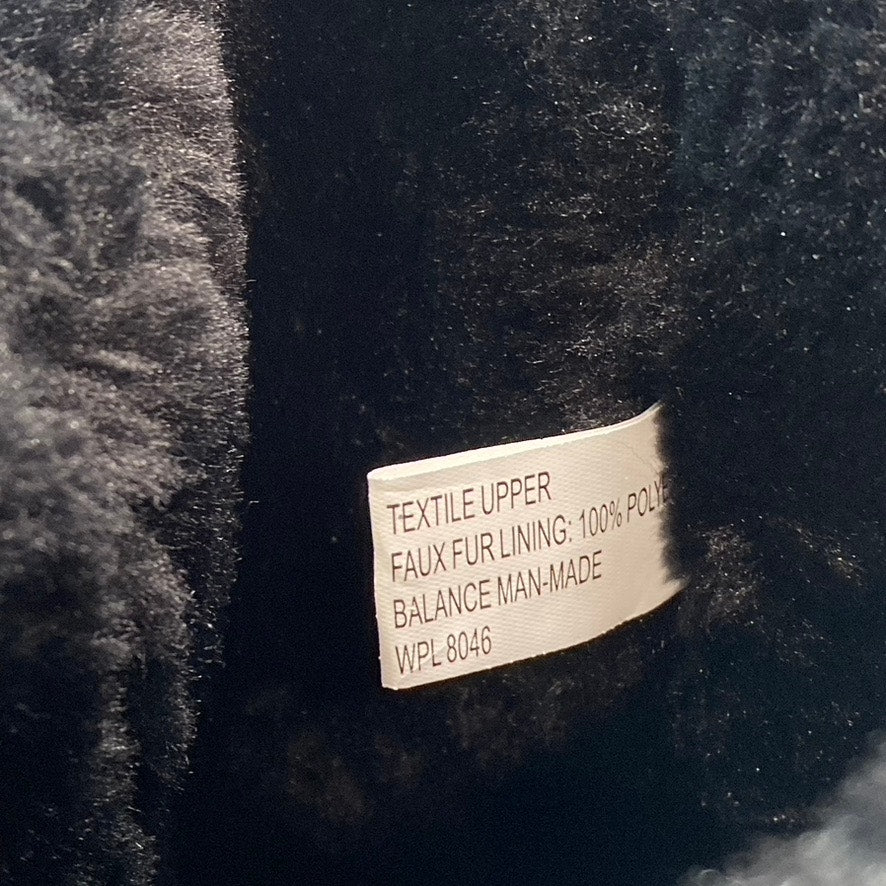 TEXTILE UPPER
FAUX FUR LINING: 100% POLYE
BALANCE MAN-MADE
WPL 8046